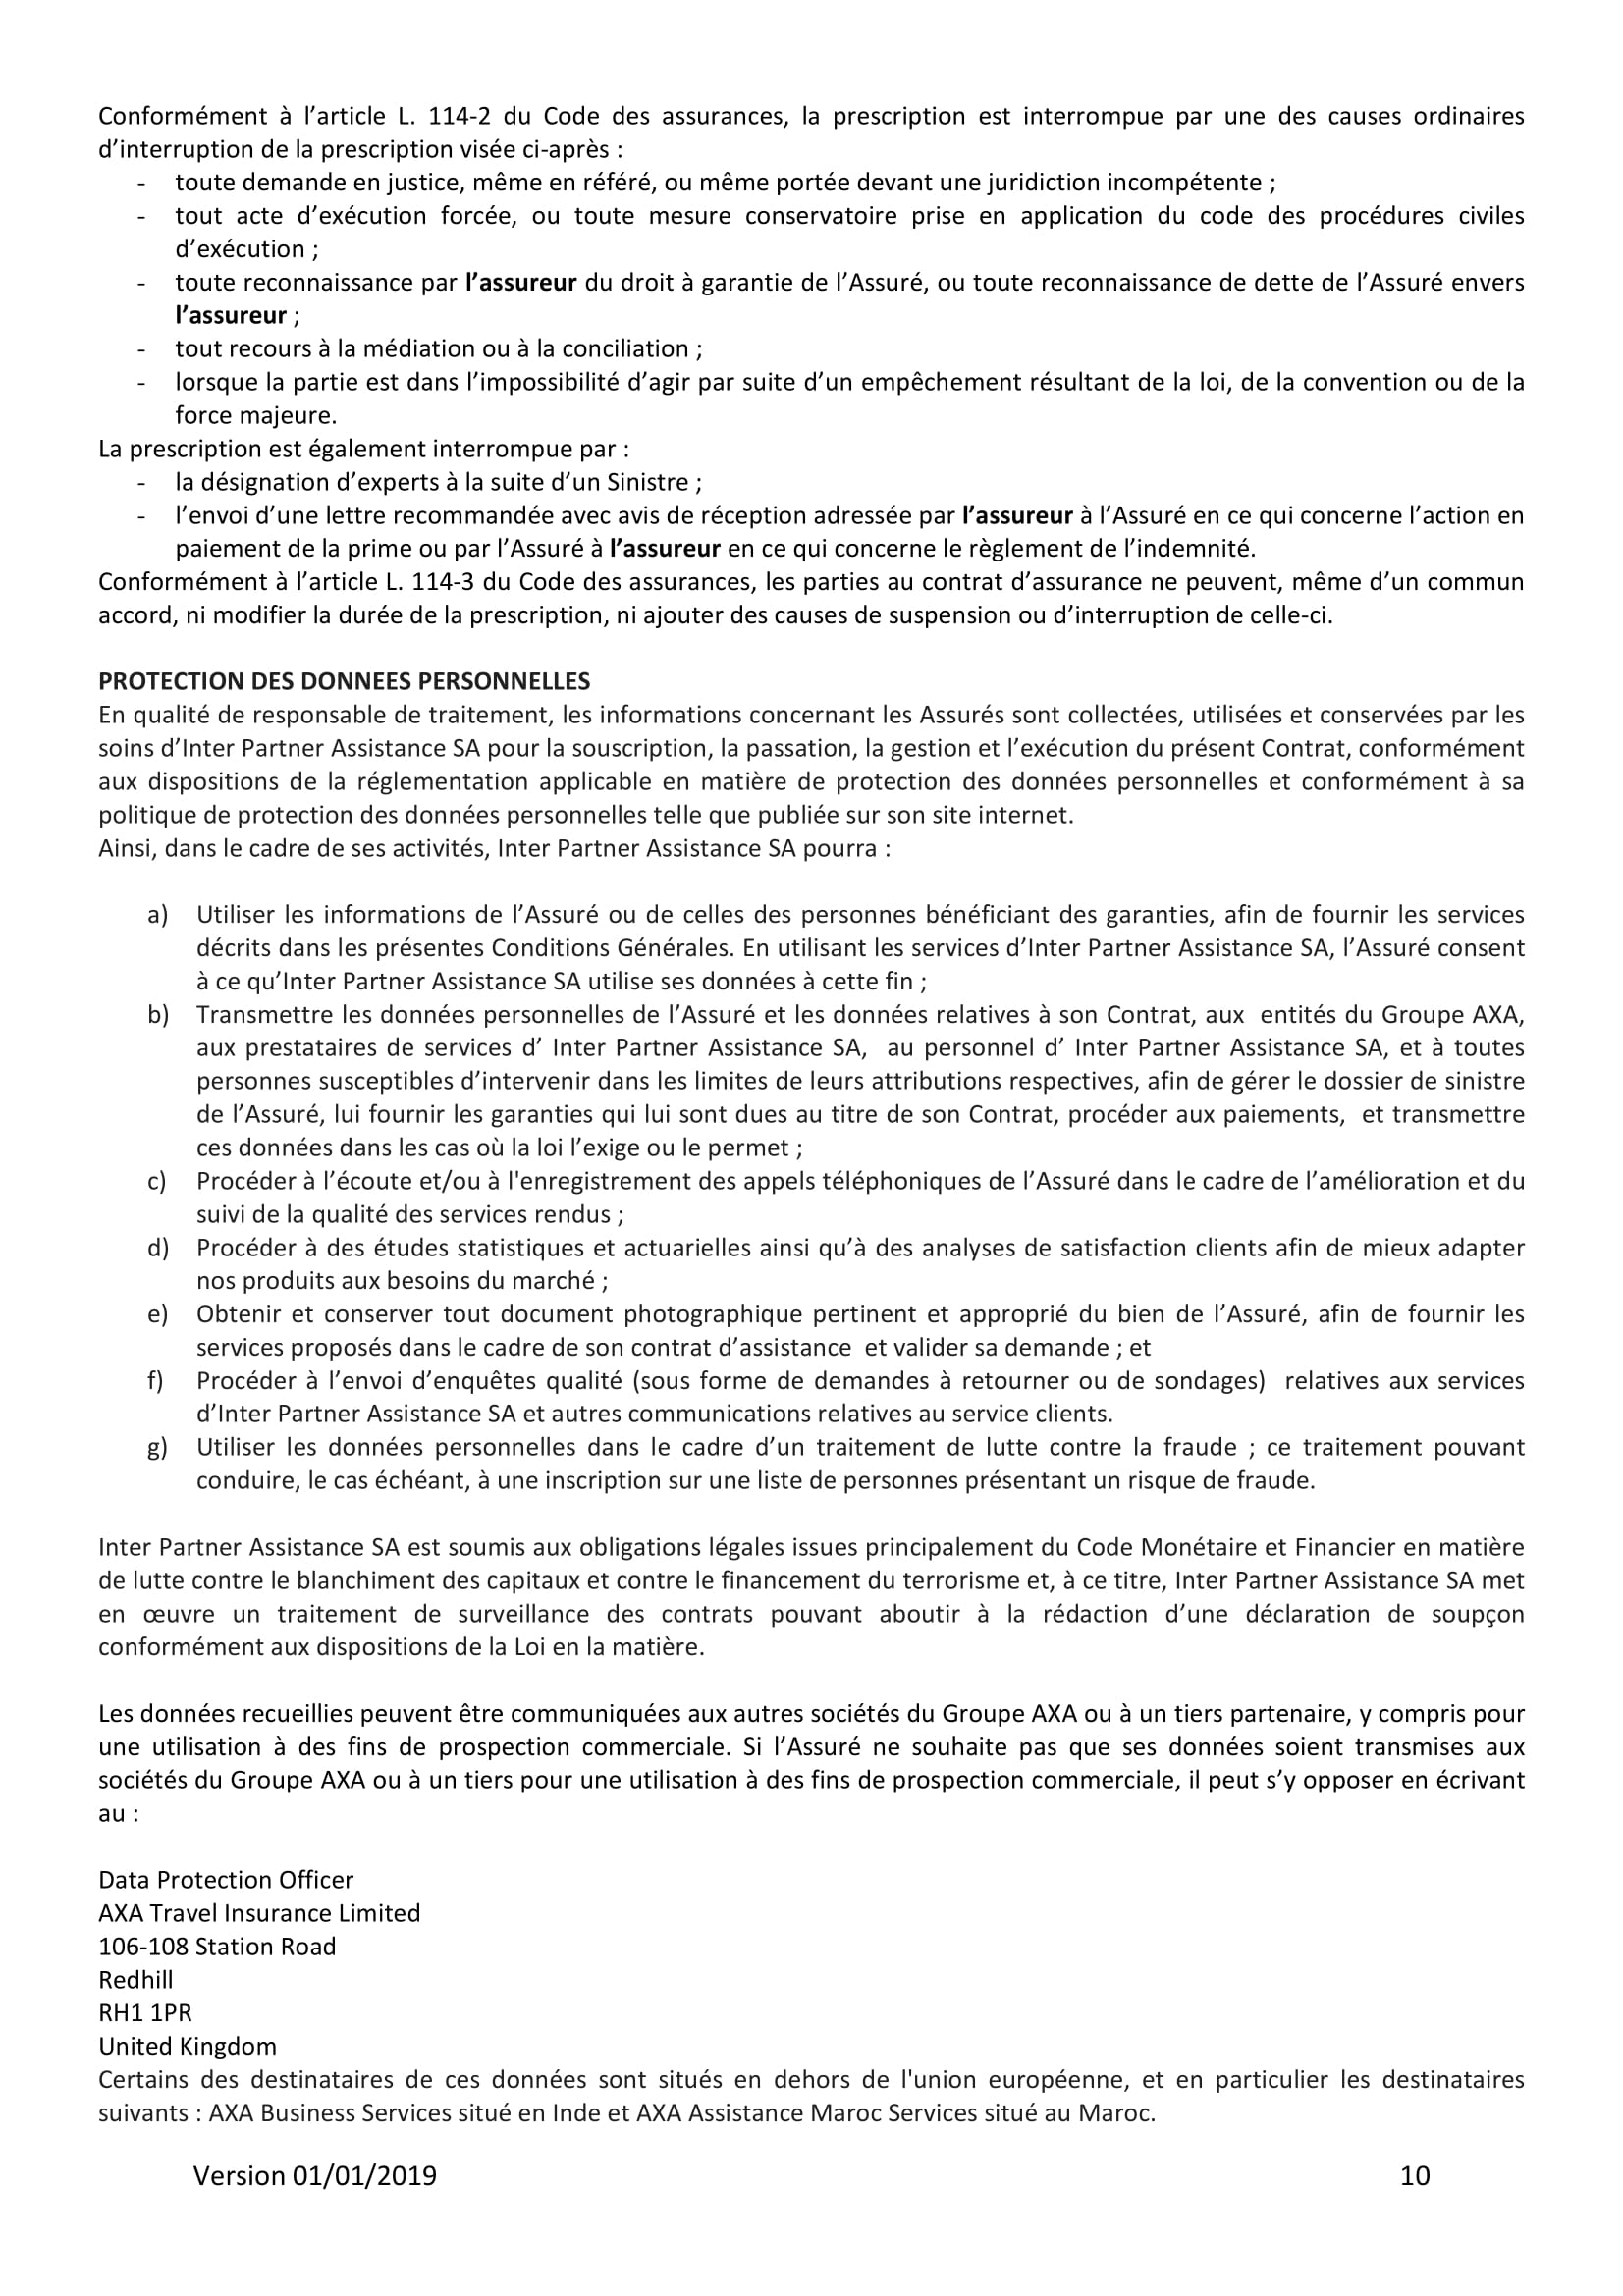 Conformément à l’article L. 114-2 du Code des assurances, la prescription est interrompue par une des causes ordinaires
d’interruption de la prescription visée ci-après :
- toute demande en justice, même en référé, ou même portée devant une juridiction incompétente ;
- tout acte d’exécution forcée, ou toute mesure conservatoire prise en application du code des procédures civiles
d’exécution ;
- toute reconnaissance par l’assureur du droit à garantie de l’Assuré, ou toute reconnaissance de dette de l’Assuré envers
l’assureur ;
- tout recours à la médiation ou à la conciliation ;
- lorsque la partie est dans l’impossibilité d’agir par suite d’un empêchement résultant de la loi, de la convention ou de la
force majeure.
La prescription est également interrompue par :
- la désignation d’experts à la suite d’un Sinistre ;
- l’envoi d’une lettre recommandée avec avis de réception adressée par l’assureur à l’Assuré en ce qui concerne l’action en
paiement de la prime ou par l’Assuré à l’assureur en ce qui concerne le règlement de l’indemnité.
Conformément à l’article L. 114-3 du Code des assurances, les parties au contrat d’assurance ne peuvent, même d’un commun
accord, ni modifier la durée de la prescription, ni ajouter des causes de suspension ou d’interruption de celle-ci.
PROTECTION DES DONNEES PERSONNELLES
En qualité de responsable de traitement, les informations concernant les Assurés sont collectées, utilisées et conservées par les
soins d’Inter Partner Assistance SA pour la souscription, la passation, la gestion et l’exécution du présent Contrat, conformément
aux dispositions de la réglementation applicable en matière de protection des données personnelles et conformément à sa
politique de protection des données personnelles telle que publiée sur son site internet.
Ainsi, dans le cadre de ses activités, Inter Partner Assistance SA pourra :
a) Utiliser les informations de l’Assuré ou de celles des personnes bénéficiant des garanties, afin de fournir les services
décrits dans les présentes Conditions Générales. En utilisant les services d’Inter Partner Assistance SA, l’Assuré consent
à ce qu’Inter Partner Assistance SA utilise ses données à cette fin ;
b) Transmettre les données personnelles de l’Assuré et les données relatives à son Contrat, aux entités du Groupe AXA,
aux prestataires de services d’ Inter Partner Assistance SA, au personnel d’ Inter Partner Assistance SA, et à toutes
personnes susceptibles d’intervenir dans les limites de leurs attributions respectives, afin de gérer le dossier de sinistre
de l’Assuré, lui fournir les garanties qui lui sont dues au titre de son Contrat, procéder aux paiements, et transmettre
ces données dans les cas où la loi l’exige ou le permet ;
c) Procéder à l’écoute et/ou à l'enregistrement des appels téléphoniques de l’Assuré dans le cadre de l’amélioration et du
suivi de la qualité des services rendus ;
d) Procéder à des études statistiques et actuarielles ainsi qu’à des analyses de satisfaction clients afin de mieux adapter
nos produits aux besoins du marché ;
e) Obtenir et conserver tout document photographique pertinent et approprié du bien de l’Assuré, afin de fournir les
services proposés dans le cadre de son contrat d’assistance et valider sa demande ; et
f) Procéder à l’envoi d’enquêtes qualité (sous forme de demandes à retourner ou de sondages) relatives aux services
d’Inter Partner Assistance SA et autres communications relatives au service clients.
g) Utiliser les données personnelles dans le cadre d’un traitement de lutte contre la fraude ; ce traitement pouvant
conduire, le cas échéant, à une inscription sur une liste de personnes présentant un risque de fraude.
Inter Partner Assistance SA est soumis aux obligations légales issues principalement du Code Monétaire et Financier en matière
de lutte contre le blanchiment des capitaux et contre le financement du terrorisme et, à ce titre, Inter Partner Assistance SA met
en œuvre un traitement de surveillance des contrats pouvant aboutir à la rédaction d’une déclaration de soupçon
conformément aux dispositions de la Loi en la matière.
Les données recueillies peuvent être communiquées aux autres sociétés du Groupe AXA ou à un tiers partenaire, y compris pour
une utilisation à des fins de prospection commerciale. Si l’Assuré ne souhaite pas que ses données soient transmises aux
sociétés du Groupe AXA ou à un tiers pour une utilisation à des fins de prospection commerciale, il peut s’y opposer en écrivant
au :
Data Protection Officer
AXA Travel Insurance Limited
106-108 Station Road
Redhill
RH1 1PR
United Kingdom
Certains des destinataires de ces données sont situés en dehors de l'union européenne, et en particulier les destinataires
suivants : AXA Business Services situé en Inde et AXA Assistance Maroc Services situé au Maroc.
Version 01/01/2019 10